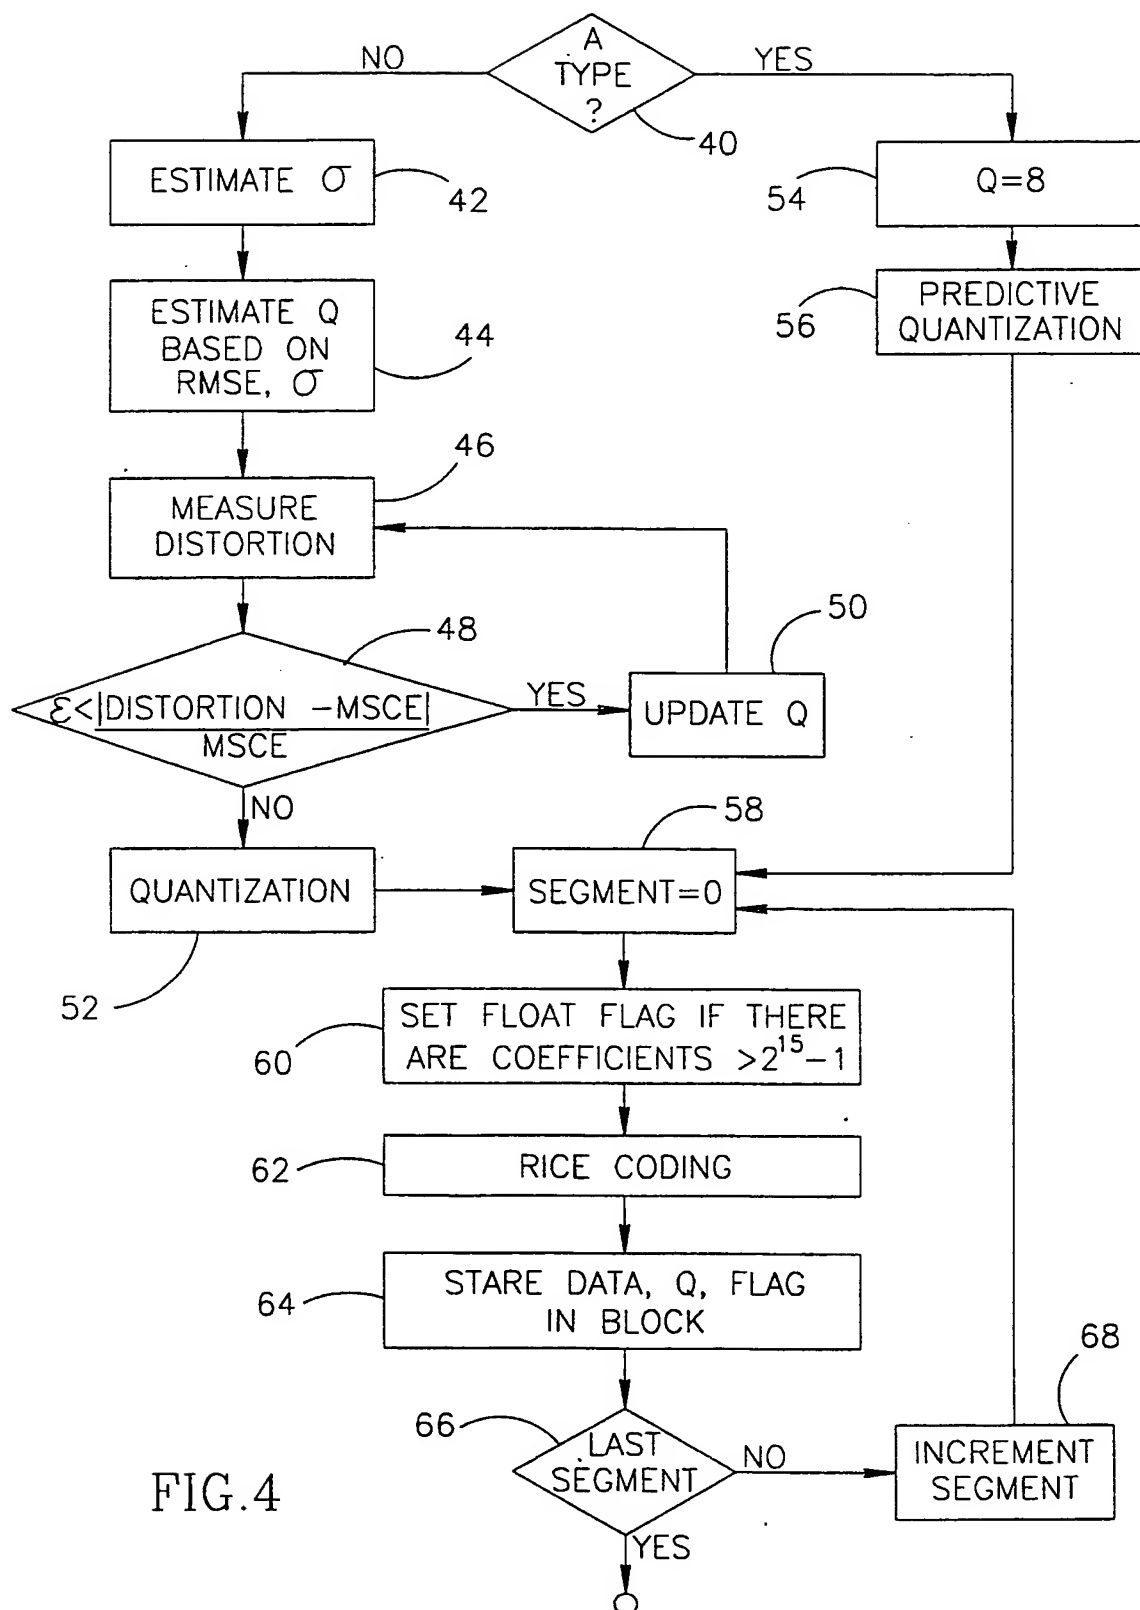 A
TYPE
?
NO
YES
40
ESTIMATE σ
42
54
Q=8
ESTIMATE Q
BASED ON
RMSE, σ
44
56
PREDICTIVE
QUANTIZATION
46
MEASURE
DISTORTION
48
50
ε<|DISTORTION -MSCE|
MSCE
YES
UPDATE Q
NO
58
QUANTIZATION
SEGMENT=0
52
60
SET FLOAT FLAG IF THERE
ARE COEFFICIENTS >2^15-1
62
RICE CODING
64
STARE DATA, Q, FLAG
IN BLOCK
66
68
LAST
SEGMENT
NO
INCREMENT
SEGMENT
YES
FIG.4